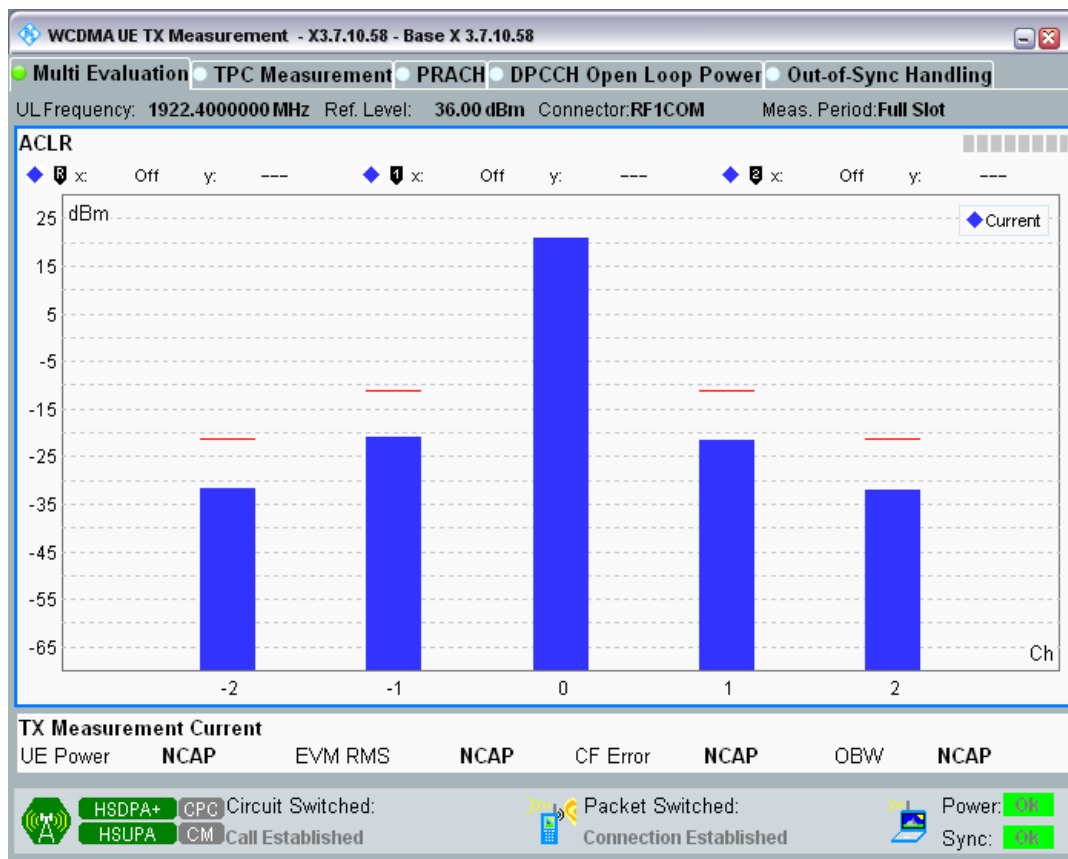 WCDMA UE TX Measurement - X3.7.10.58 - Base X 3.7.10.58
Multi Evaluation TPC Measurement PRACH DPCCH Open Loop Power Out-of-Sync Handling
UL Frequency: 1922.4000000 MHz Ref. Level: 36.00 dBm Connector:RF1COM Meas. Period:Full Slot
ACLR
R x: Off y: --- 1 x: Off y: --- 2 x: Off y: ---
dBm
Current
25
15
5
-5
-15
-25
-35
-45
-55
-65
Ch
-2 -1 0 1 2
TX Measurement Current
UE Power NCAP EVM RMS NCAP CF Error NCAP OBW NCAP
HSDPA+ CPC Circuit Switched: Packet Switched: Power: OK
HSUPA CM Call Established Connection Established Sync: OK